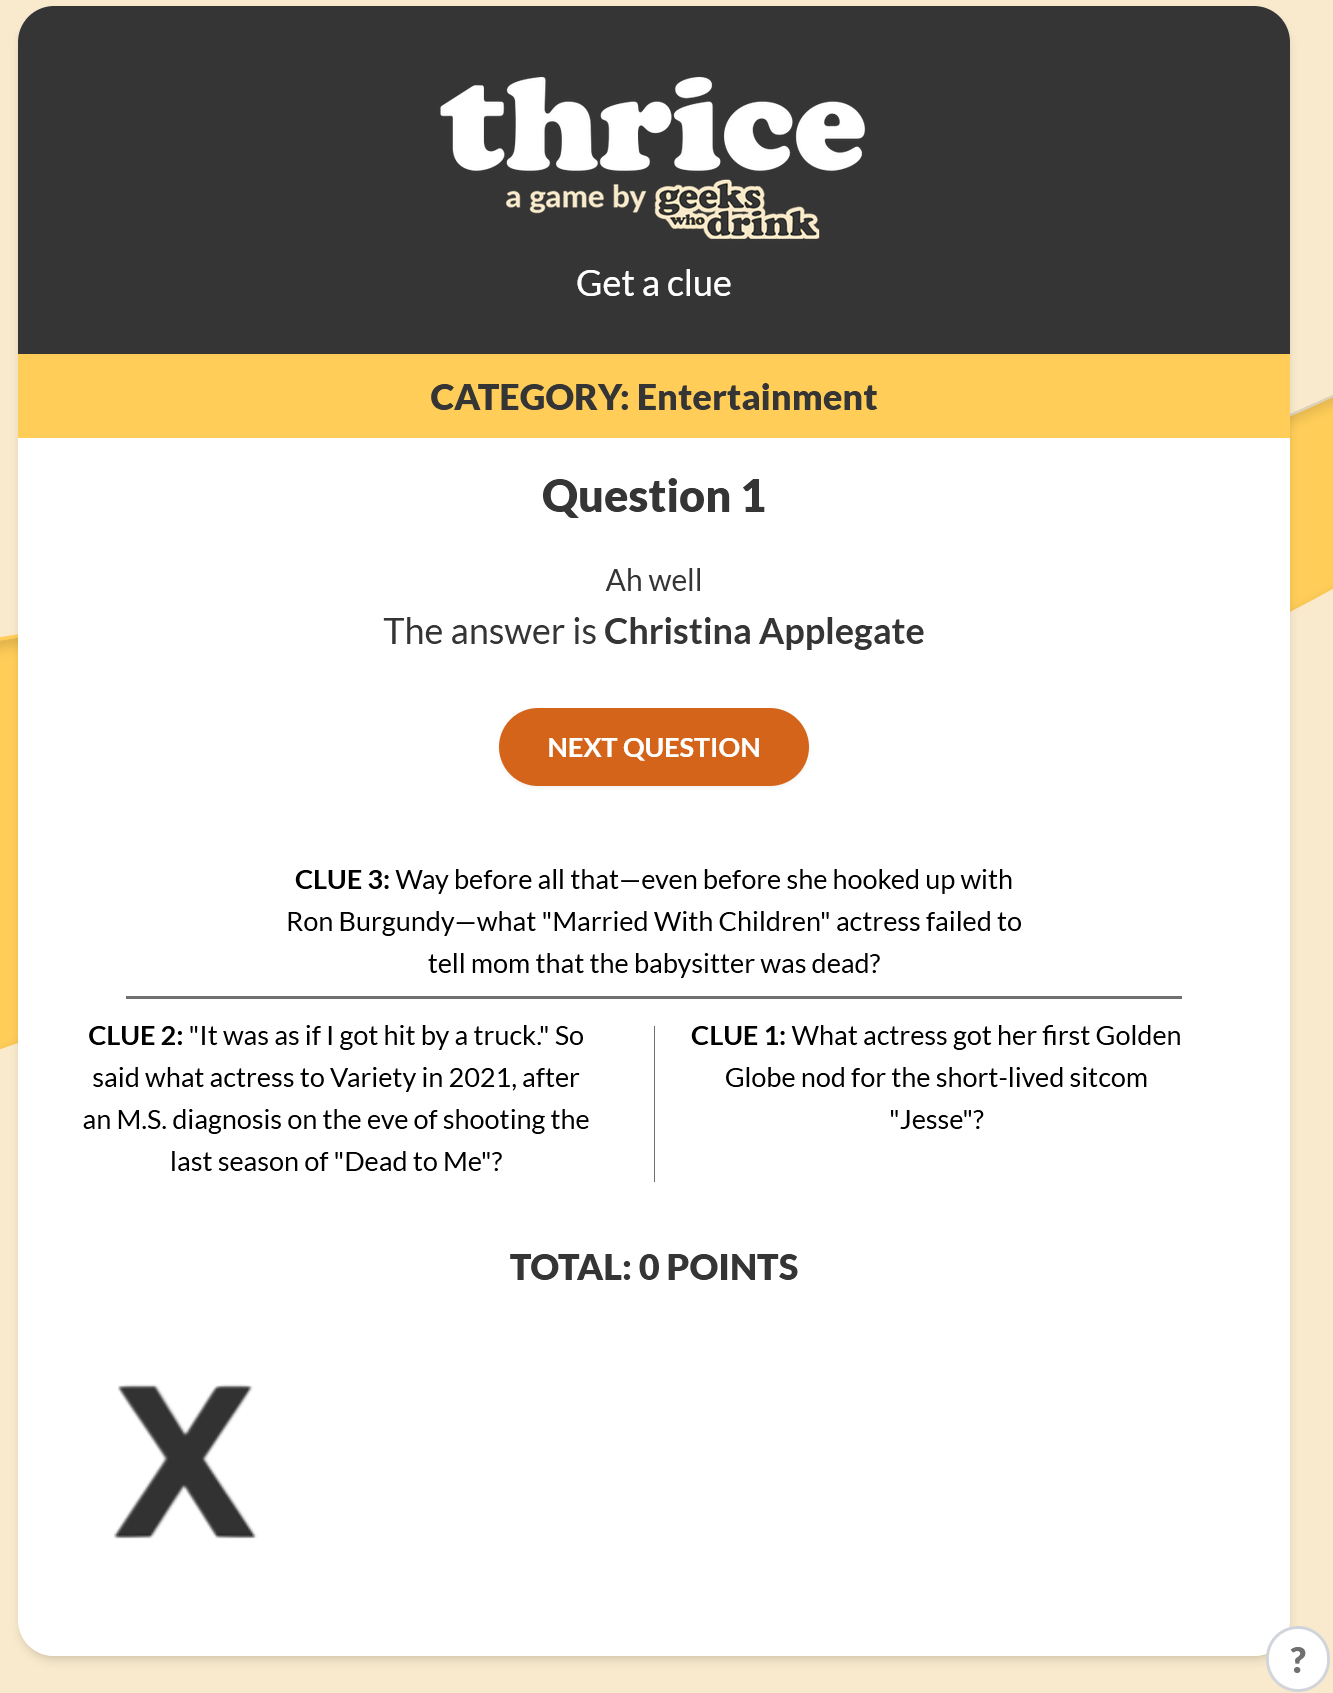 thrice
a game by geeks who drink
Get a clue
CATEGORY: Entertainment
Question 1
Ah well
The answer is Christina Applegate
NEXT QUESTION
CLUE 3: Way before all that—even before she hooked up with
Ron Burgundy—what "Married With Children" actress failed to
tell mom that the babysitter was dead?
CLUE 2: "It was as if I got hit by a truck." So
said what actress to Variety in 2021, after
an M.S. diagnosis on the eve of shooting the
last season of "Dead to Me"?
CLUE 1: What actress got her first Golden
Globe nod for the short-lived sitcom
"Jesse"?
TOTAL: 0 POINTS
X
?